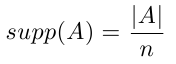 supp(A) = |A| / n